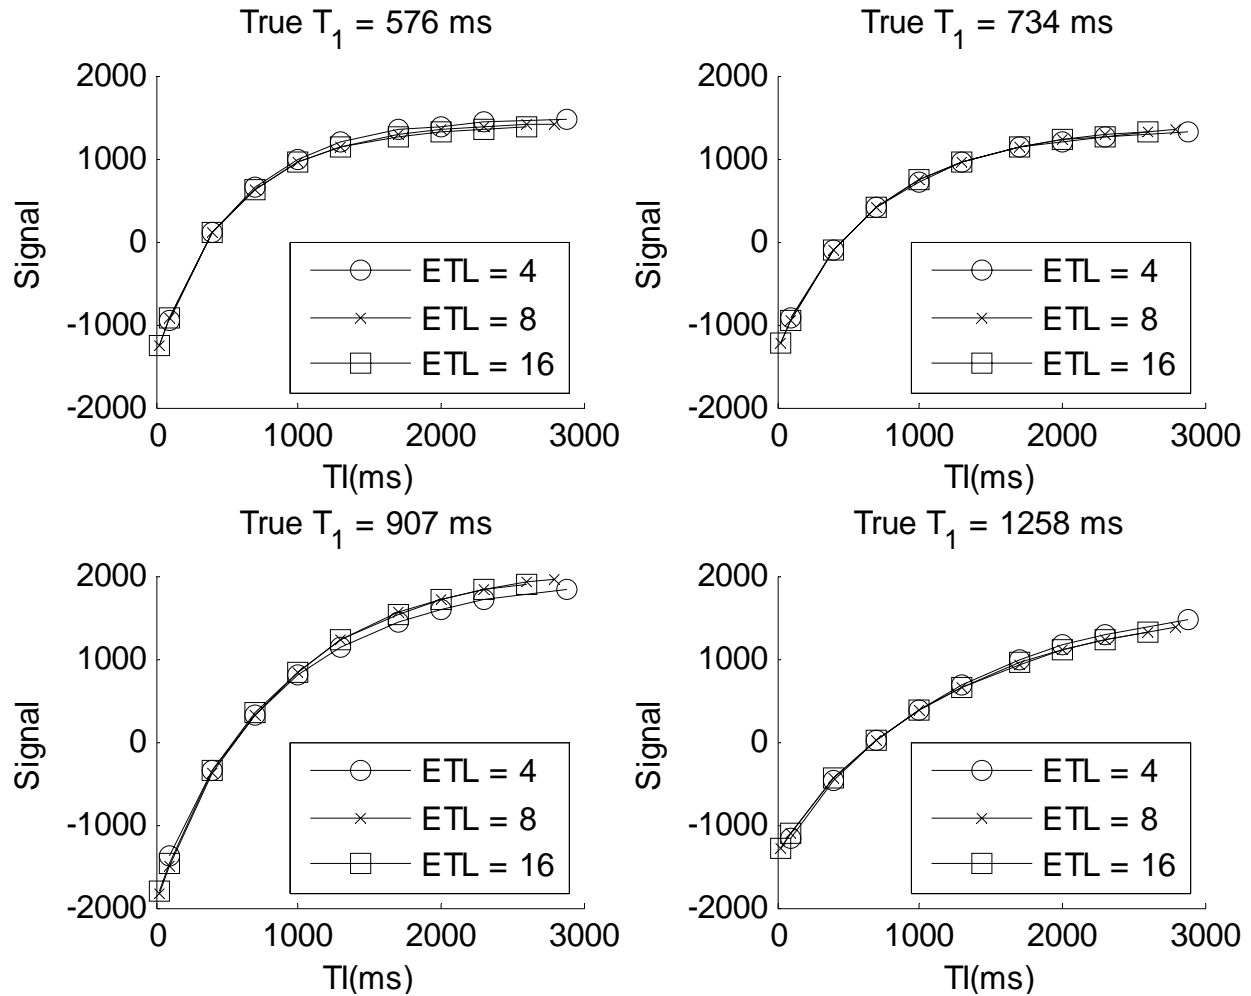 True T1 = 576 ms
2000
1000
0
-1000
-2000
Signal
ETL = 4
ETL = 8
ETL = 16
0 1000 2000 3000
TI(ms)
True T1 = 734 ms
2000
1000
0
-1000
-2000
Signal
ETL = 4
ETL = 8
ETL = 16
0 1000 2000 3000
TI(ms)
True T1 = 907 ms
2000
1000
0
-1000
-2000
Signal
ETL = 4
ETL = 8
ETL = 16
0 1000 2000 3000
TI(ms)
True T1 = 1258 ms
2000
1000
0
-1000
-2000
Signal
ETL = 4
ETL = 8
ETL = 16
0 1000 2000 3000
TI(ms)